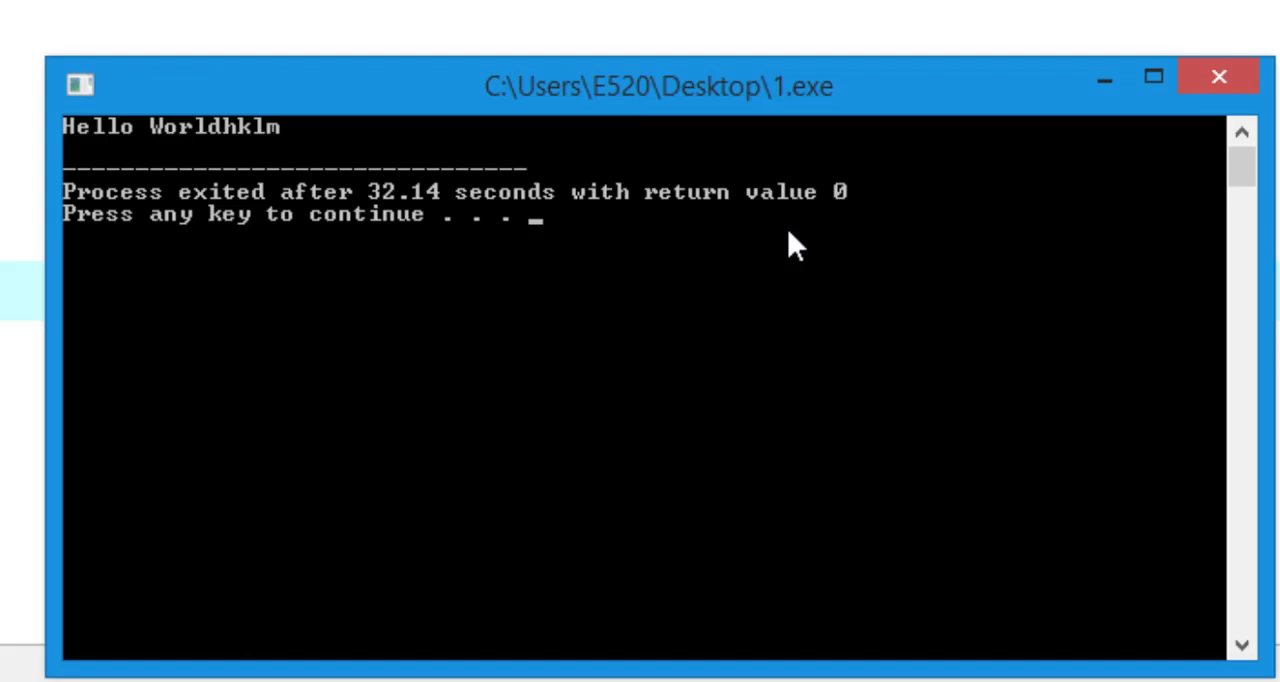 C:\Users\E520\Desktop\1.exe
Hello Worldhklm
--------------------------------
Process exited after 32.14 seconds with return value 0
Press any key to continue . . . _